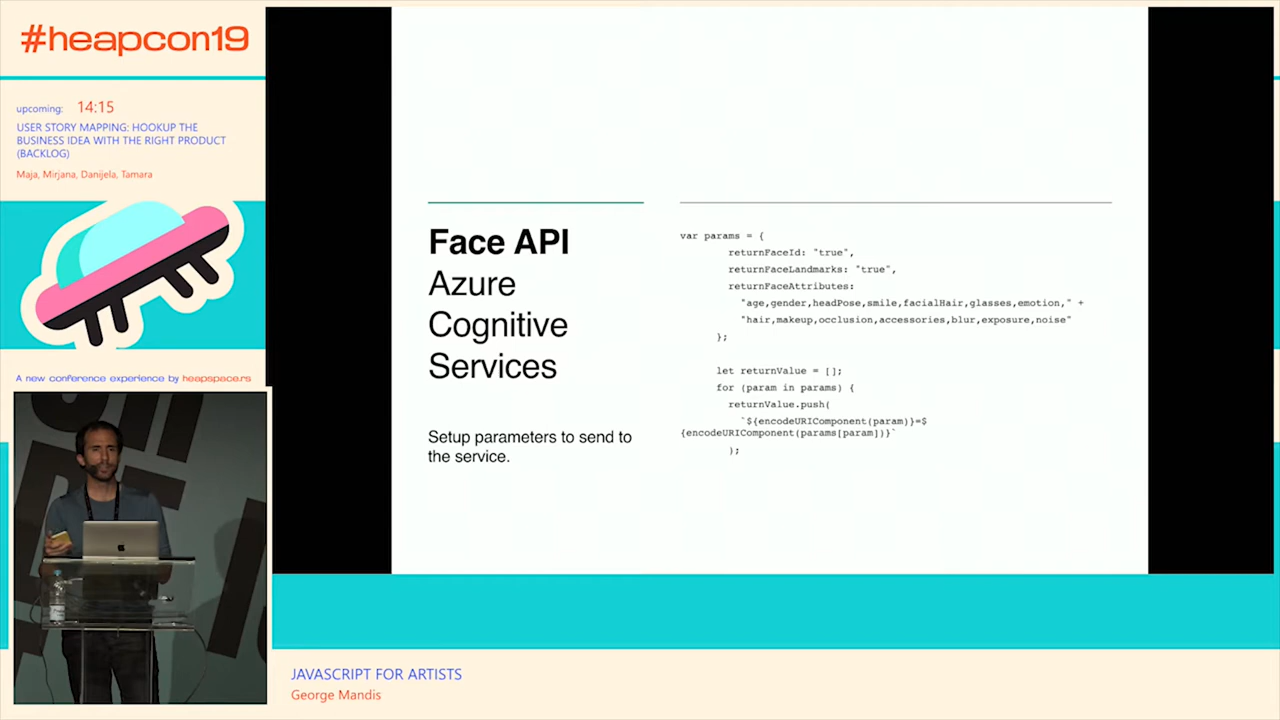 #heapcon19
upcoming: 14:15
USER STORY MAPPING: HOOKUP THE
BUSINESS IDEA WITH THE RIGHT PRODUCT
(BACKLOG)
Maja, Mirjana, Danijela, Tamara
A new conference experience by heapspace.rs
Face API
Azure
Cognitive
Services
Setup parameters to send to
the service.
var params = {
returnFaceId: "true",
returnFaceLandmarks: "true",
returnFaceAttributes:
"age,gender,headPose,smile,facialHair,glasses,emotion," +
"hair,makeup,occlusion,accessories,blur,exposure,noise"
};
let returnValue = [];
for (param in params) {
returnValue.push(
`${encodeURIComponent(param)}=$
{encodeURIComponent(params[param])}`
);
JAVASCRIPT FOR ARTISTS
George Mandis